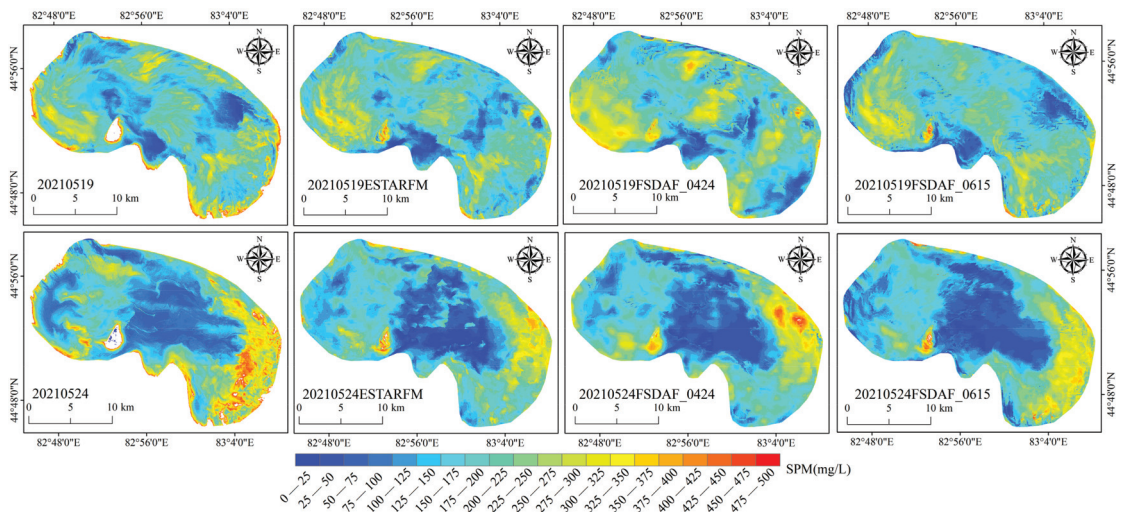 82°48′0″E 82°56′0″E 83°4′0″E 82°48′0″E 82°56′0″E 83°4′0″E 82°48′0″E 82°56′0″E 83°4′0″E 82°48′0″E 82°56′0″E 83°4′0″E
44°56′0″N
44°48′0″N
N
W E
S
20210519
0 5 10 km
N
W E
S
20210519ESTARFM
0 5 10 km
N
W E
S
20210519FSDAF_0424
0 5 10 km
N
W E
S
20210519FSDAF_0615
0 5 10 km
44°56′0″N
44°48′0″N
44°56′0″N
44°48′0″N
N
W E
S
20210524
0 5 10 km
N
W E
S
20210524ESTARFM
0 5 10 km
N
W E
S
20210524FSDAF_0424
0 5 10 km
N
W E
S
20210524FSDAF_0615
0 5 10 km
44°56′0″N
44°48′0″N
82°48′0″E 82°56′0″E 83°4′0″E 82°48′0″E 82°56′0″E 83°4′0″E 82°48′0″E 82°56′0″E 83°4′0″E 82°48′0″E 82°56′0″E 83°4′0″E
SPM(mg/L)
0 — 25
25 — 50
50 — 75
75 — 100
100 — 125
125 — 150
150 — 175
175 — 200
200 — 225
225 — 250
250 — 275
275 — 300
300 — 325
325 — 350
350 — 375
375 — 400
400 — 425
425 — 450
450 — 475
475 — 500